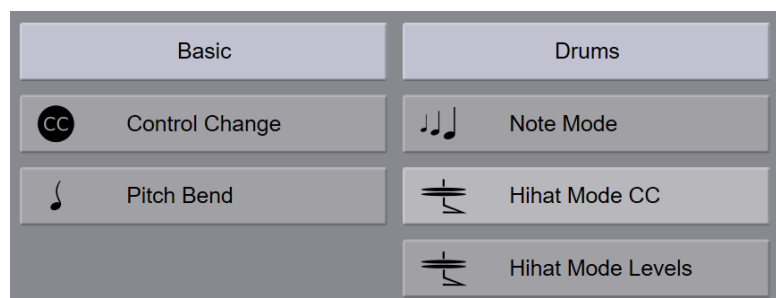 Basic
Drums
CC
Control Change
Note Mode
Pitch Bend
Hihat Mode CC
Hihat Mode Levels